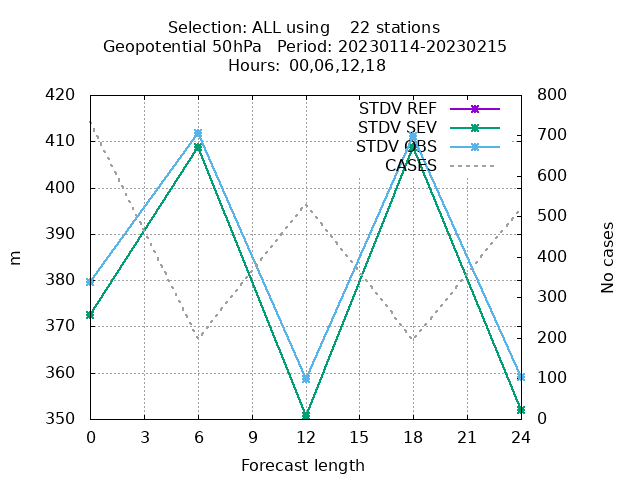 Selection: ALL using    22 stations
Geopotential 50hPa   Period: 20230114-20230215
Hours: 00,06,12,18
STDV REF
STDV SEV
STDV OBS
CASES
420
410
400
390
380
370
360
350
800
700
600
500
400
300
200
100
0
m
No cases
0 3 6 9 12 15 18 21 24
Forecast length